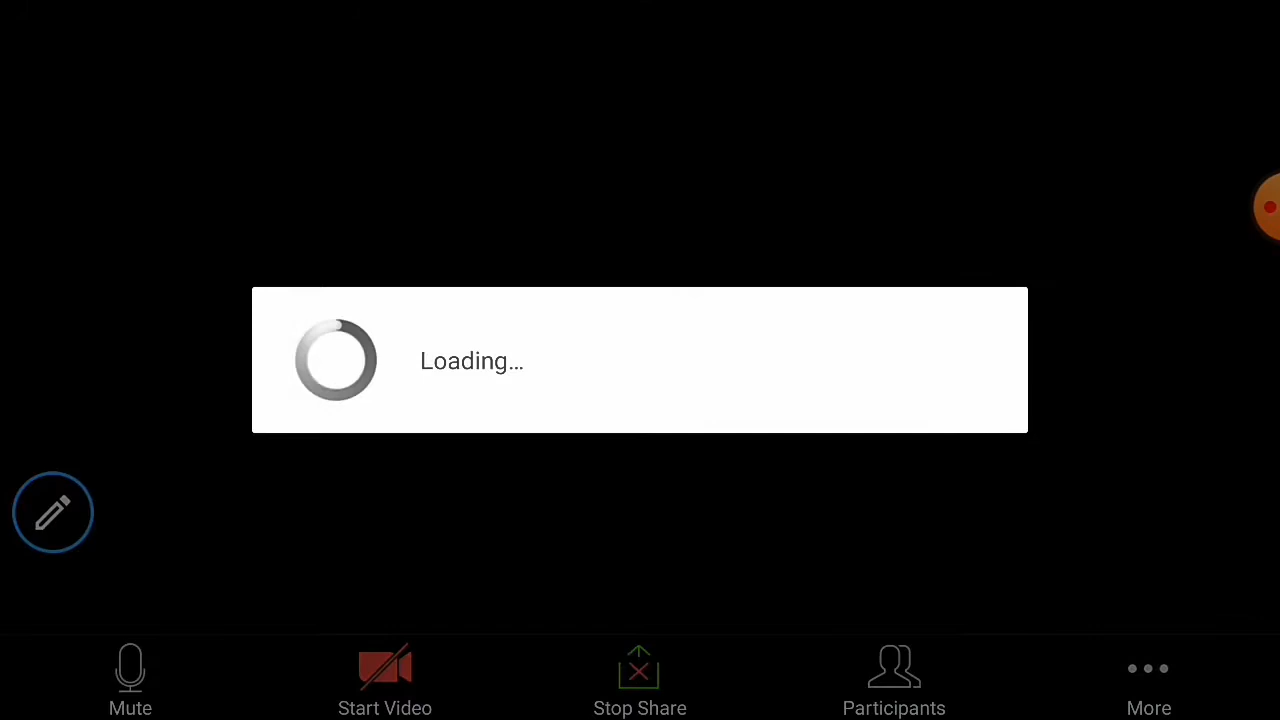 Loading...
Mute
Start Video
Stop Share
Participants
More